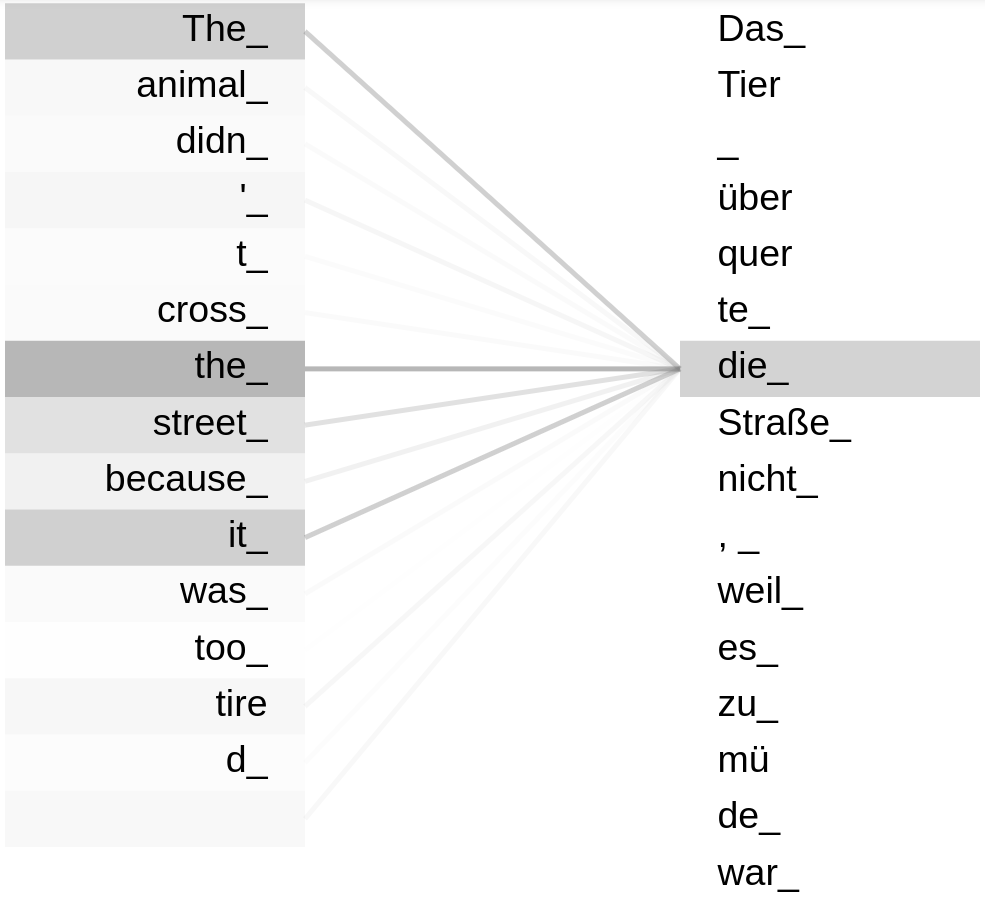 The_ Das_
animal_ Tier
didn_ _
'_ über
t_ quer
cross_ te_
the_ die_
street_ Straße_
because_ nicht_
it_ , _
was_ weil_
too_ es_
tire zu_
d_ mü
de_
war_